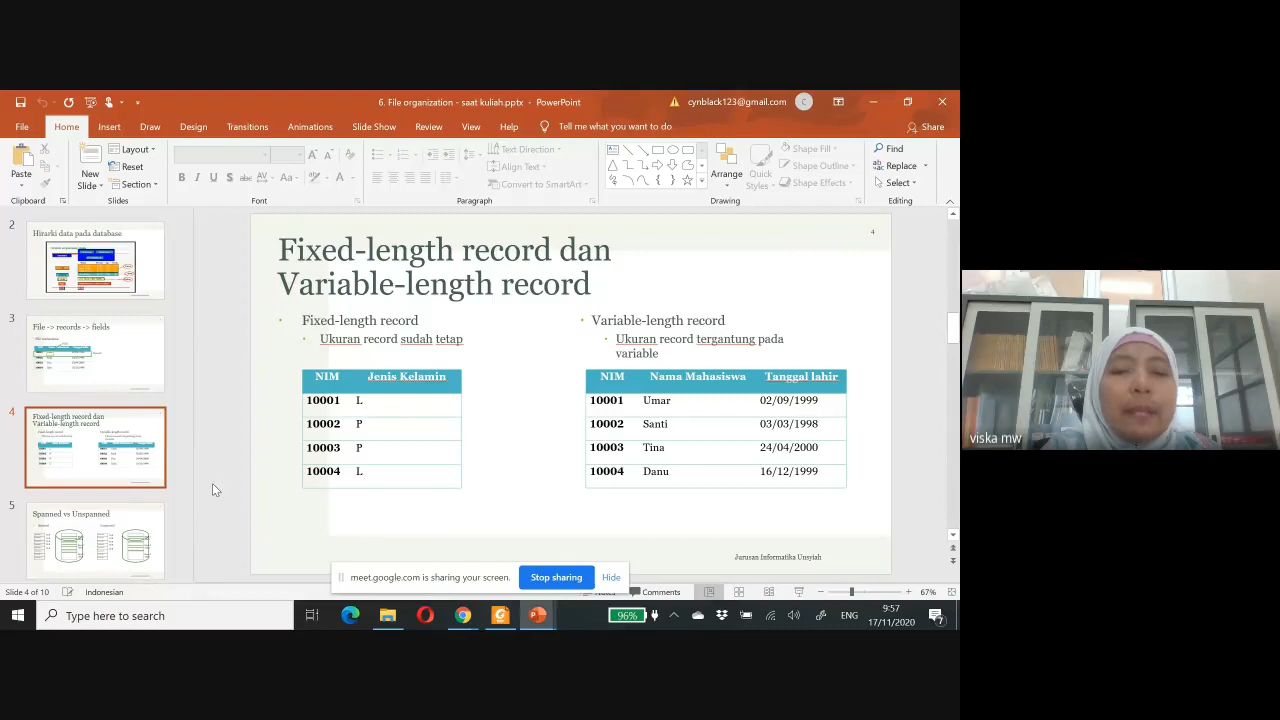 6. File organization - saat kuliah.pptx - PowerPoint
cynblack123@gmail.com
C
File Home Insert Draw Design Transitions Animations Slide Show Review View Help Tell me what you want to do Share
Paste
Clipboard
New Slide
Layout
Reset
Section
Slides
Font
Text Direction
Align Text
Convert to SmartArt
Paragraph
Arrange
Quick Styles
Shape Fill
Shape Outline
Shape Effects
Drawing
Find
Replace
Select
Editing
2
Hirarki data pada database
3
File -> records -> fields
4
Fixed-length record dan
Variable-length record
5
Spanned vs Unspanned
4
Fixed-length record dan
Variable-length record
Fixed-length record
Ukuran record sudah tetap
NIM Jenis Kelamin
10001 L
10002 P
10003 P
10004 L
Variable-length record
Ukuran record tergantung pada
variable
NIM Nama Mahasiswa Tanggal lahir
10001 Umar 02/09/1999
10002 Santi 03/03/1998
10003 Tina 24/04/2000
10004 Danu 16/12/1999
Jurusan Informatika Unsyiah
meet.google.com is sharing your screen. Stop sharing Hide
Slide 4 of 10 Indonesian Notes Comments 67%
Type here to search
96%
ENG
9:57
17/11/2020
7
viska mw